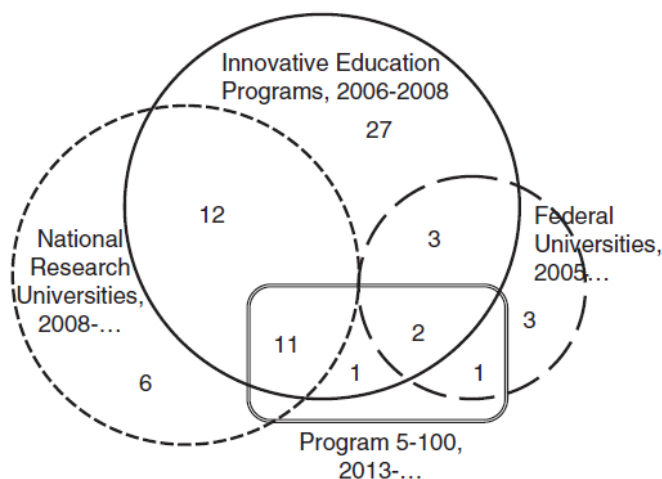 Innovative Education
Programs, 2006-2008
27
12
3
Federal
Universities,
2005-...
National
Research
Universities,
2008-...
3
2
11
1
1
6
Program 5-100,
2013-...